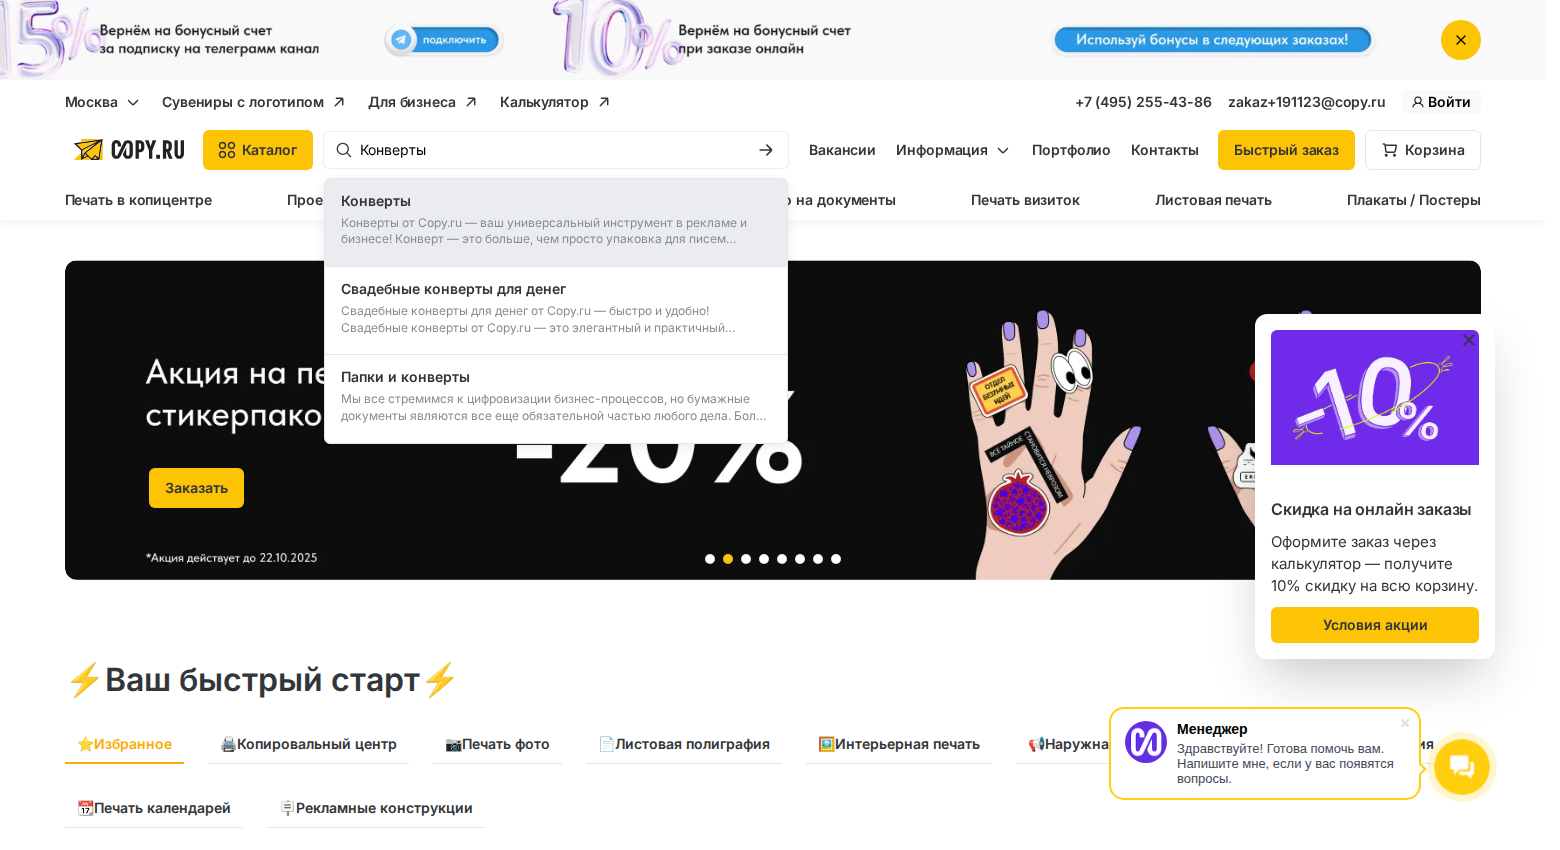 15%
Вернём на бонусный счет
за подписку на телеграмм канал
подключить
10%
Вернём на бонусный счет
при заказе онлайн
Используй бонусы в следующих заказах!
Москва
Сувениры с логотипом
Для бизнеса
Калькулятор
+7 (495) 255-43-86
zakaz+191123@copy.ru
Войти
COPY.RU
Каталог
Конверты
Вакансии
Информация
Портфолио
Контакты
Быстрый заказ
Корзина
Печать в копицентре
Прое
на документы
Печать визиток
Листовая печать
Плакаты / Постеры
Конверты
Конверты от Copy.ru — ваш универсальный инструмент в рекламе и
бизнесе! Конверт — это больше, чем просто упаковка для писем...
Свадебные конверты для денег
Свадебные конверты для денег от Copy.ru — быстро и удобно!
Свадебные конверты от Copy.ru — это элегантный и практичный...
Папки и конверты
Мы все стремимся к цифровизации бизнес-процессов, но бумажные
документы являются все еще обязательной частью любого дела. Бол...
Акция на пе
стикерпако
-20%
Заказать
*Акция действует до 22.10.2025
ОТДЕЛ
БЕЗУМНЫХ
ИДЕЙ
ВСЕ ТАЙНОЕ
СТАНОВИТСЯ НЕВРОЗОМ
-10%
Скидка на онлайн заказы
Оформите заказ через
калькулятор — получите
10% скидку на всю корзину.
Условия акции
⚡Ваш быстрый старт⚡
⭐Избранное
🖨️Копировальный центр
📷Печать фото
📄Листовая полиграфия
🖼️Интерьерная печать
📢Наружна
📆Печать календарей
🪧Рекламные конструкции
Менеджер
Здравствуйте! Готова помочь вам.
Напишите мне, если у вас появятся
вопросы.